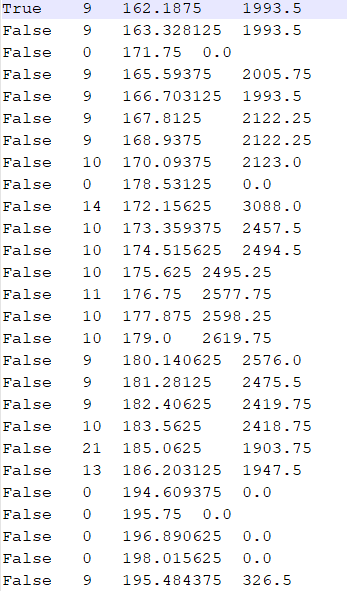 True 9 162.1875 1993.5
False 9 163.328125 1993.5
False 0 171.75 0.0
False 9 165.59375 2005.75
False 9 166.703125 1993.5
False 9 167.8125 2122.25
False 9 168.9375 2122.25
False 10 170.09375 2123.0
False 0 178.53125 0.0
False 14 172.15625 3088.0
False 10 173.359375 2457.5
False 10 174.515625 2494.5
False 10 175.625 2495.25
False 11 176.75 2577.75
False 10 177.875 2598.25
False 10 179.0 2619.75
False 9 180.140625 2576.0
False 9 181.28125 2475.5
False 9 182.40625 2419.75
False 10 183.5625 2418.75
False 21 185.0625 1903.75
False 13 186.203125 1947.5
False 0 194.609375 0.0
False 0 195.75 0.0
False 0 196.890625 0.0
False 0 198.015625 0.0
False 9 195.484375 326.5